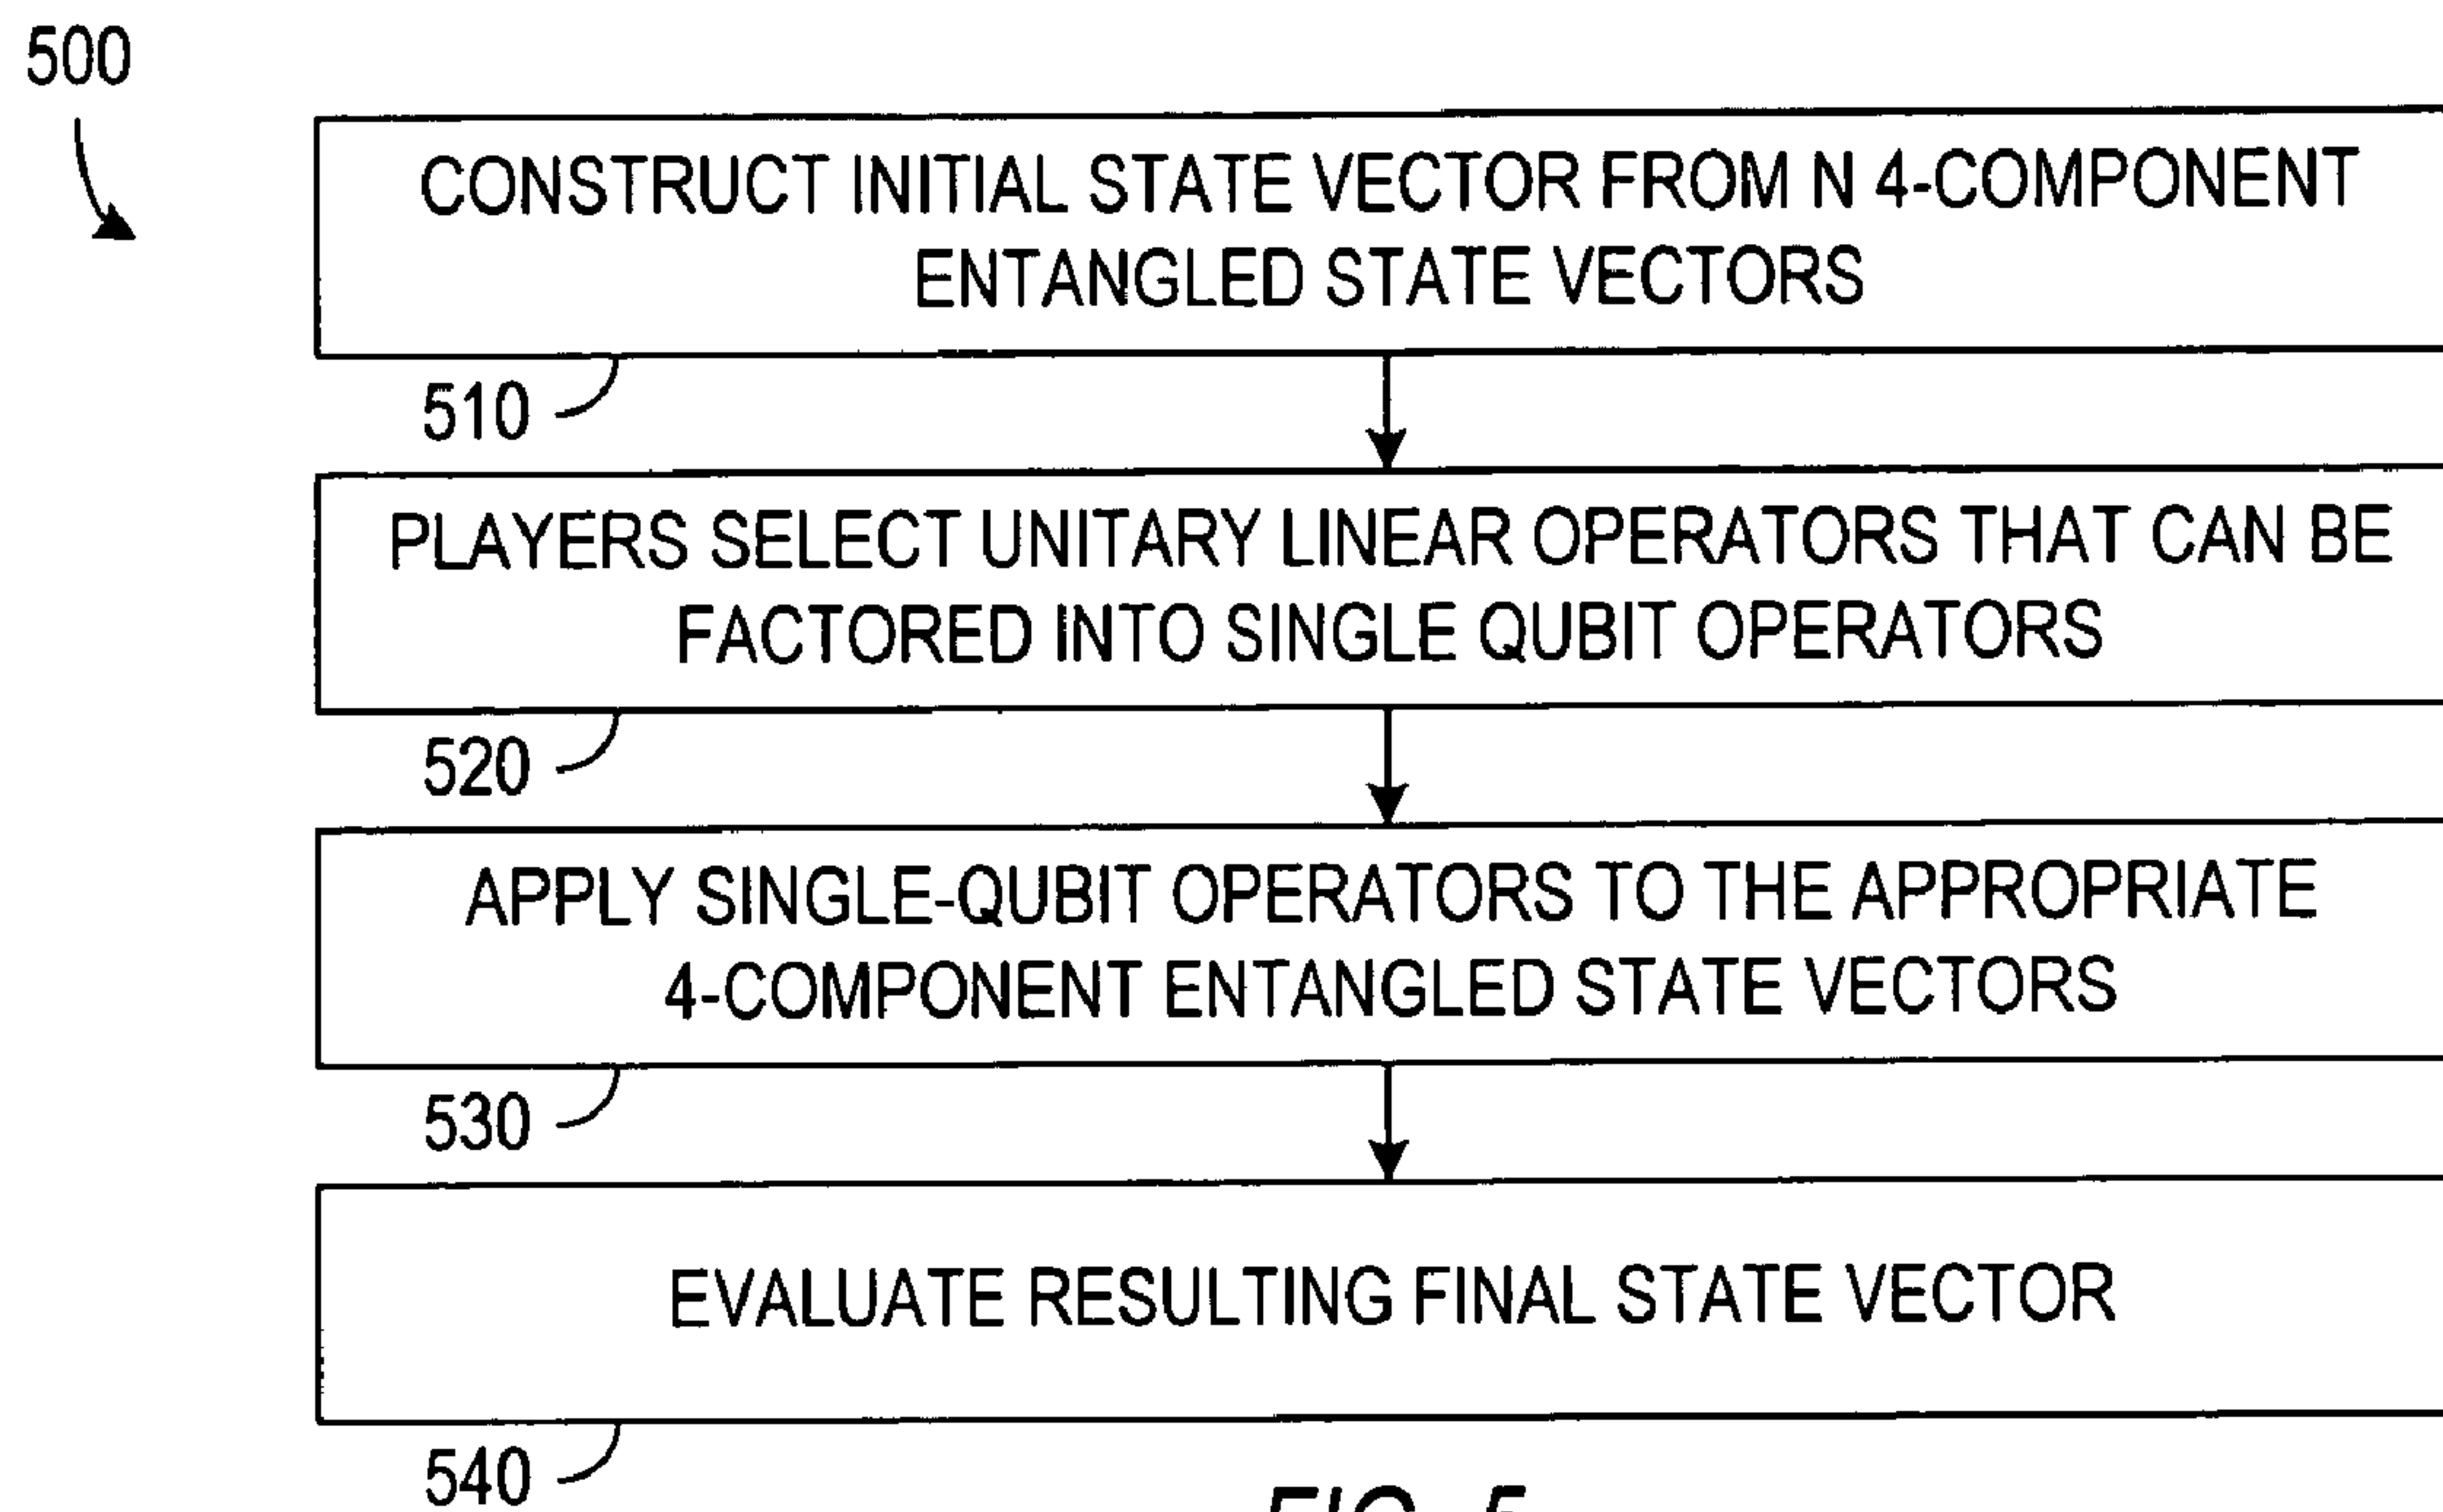 500
CONSTRUCT INITIAL STATE VECTOR FROM N 4-COMPONENT
ENTANGLED STATE VECTORS
510
PLAYERS SELECT UNITARY LINEAR OPERATORS THAT CAN BE
FACTORED INTO SINGLE QUBIT OPERATORS
520
APPLY SINGLE-QUBIT OPERATORS TO THE APPROPRIATE
4-COMPONENT ENTANGLED STATE VECTORS
530
EVALUATE RESULTING FINAL STATE VECTOR
540
FIG. 5